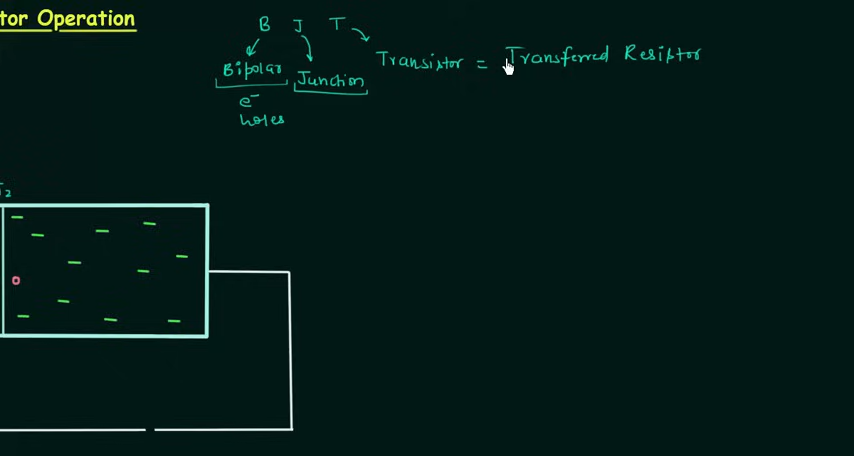 tor Operation
B J T
Transistor = Transferred Resistor
Bipolar Junction
e⁻
holes